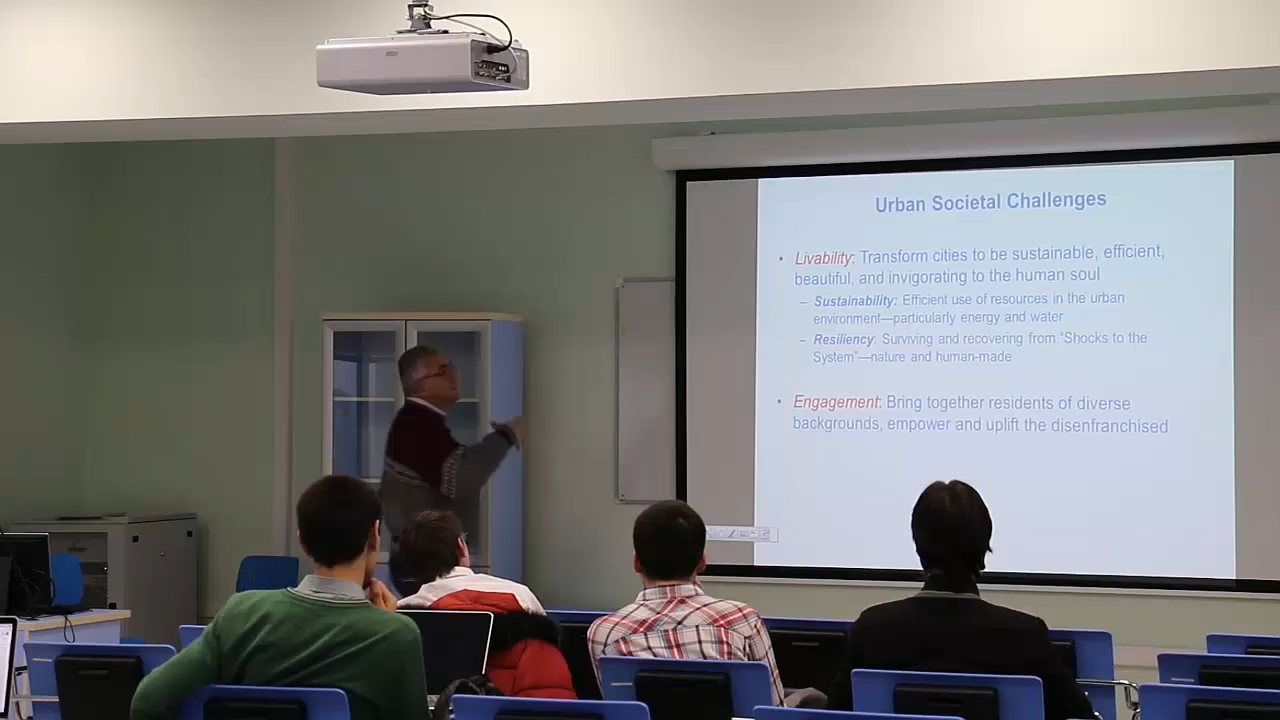 Urban Societal Challenges
• Livability: Transform cities to be sustainable, efficient,
beautiful, and invigorating to the human soul
– Sustainability: Efficient use of resources in the urban
environment—particularly energy and water
– Resiliency: Surviving and recovering from “Shocks to the
System”—nature and human-made
• Engagement: Bring together residents of diverse
backgrounds, empower and uplift the disenfranchised